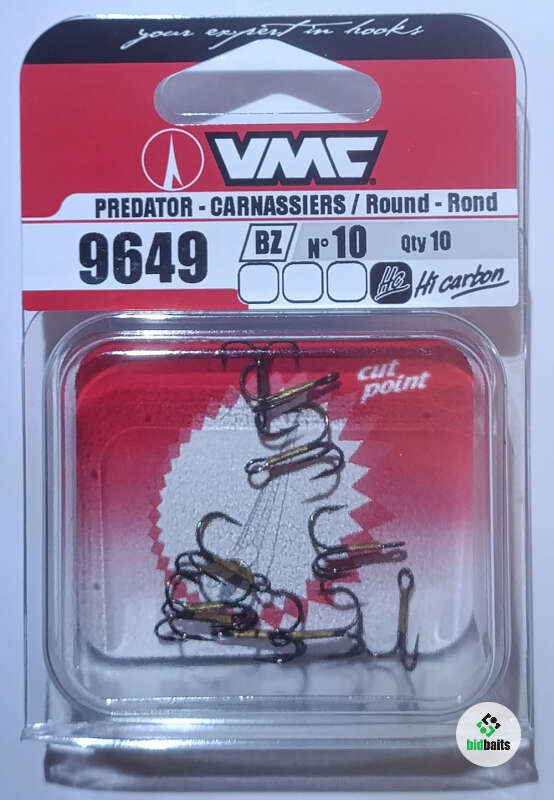 your expert in hooks
VMC
PREDATOR - CARNASSIERS / Round - Rond
9649 BZ N° 10 Qty 10
Hc Hi carbon
cut
point
bidbaits